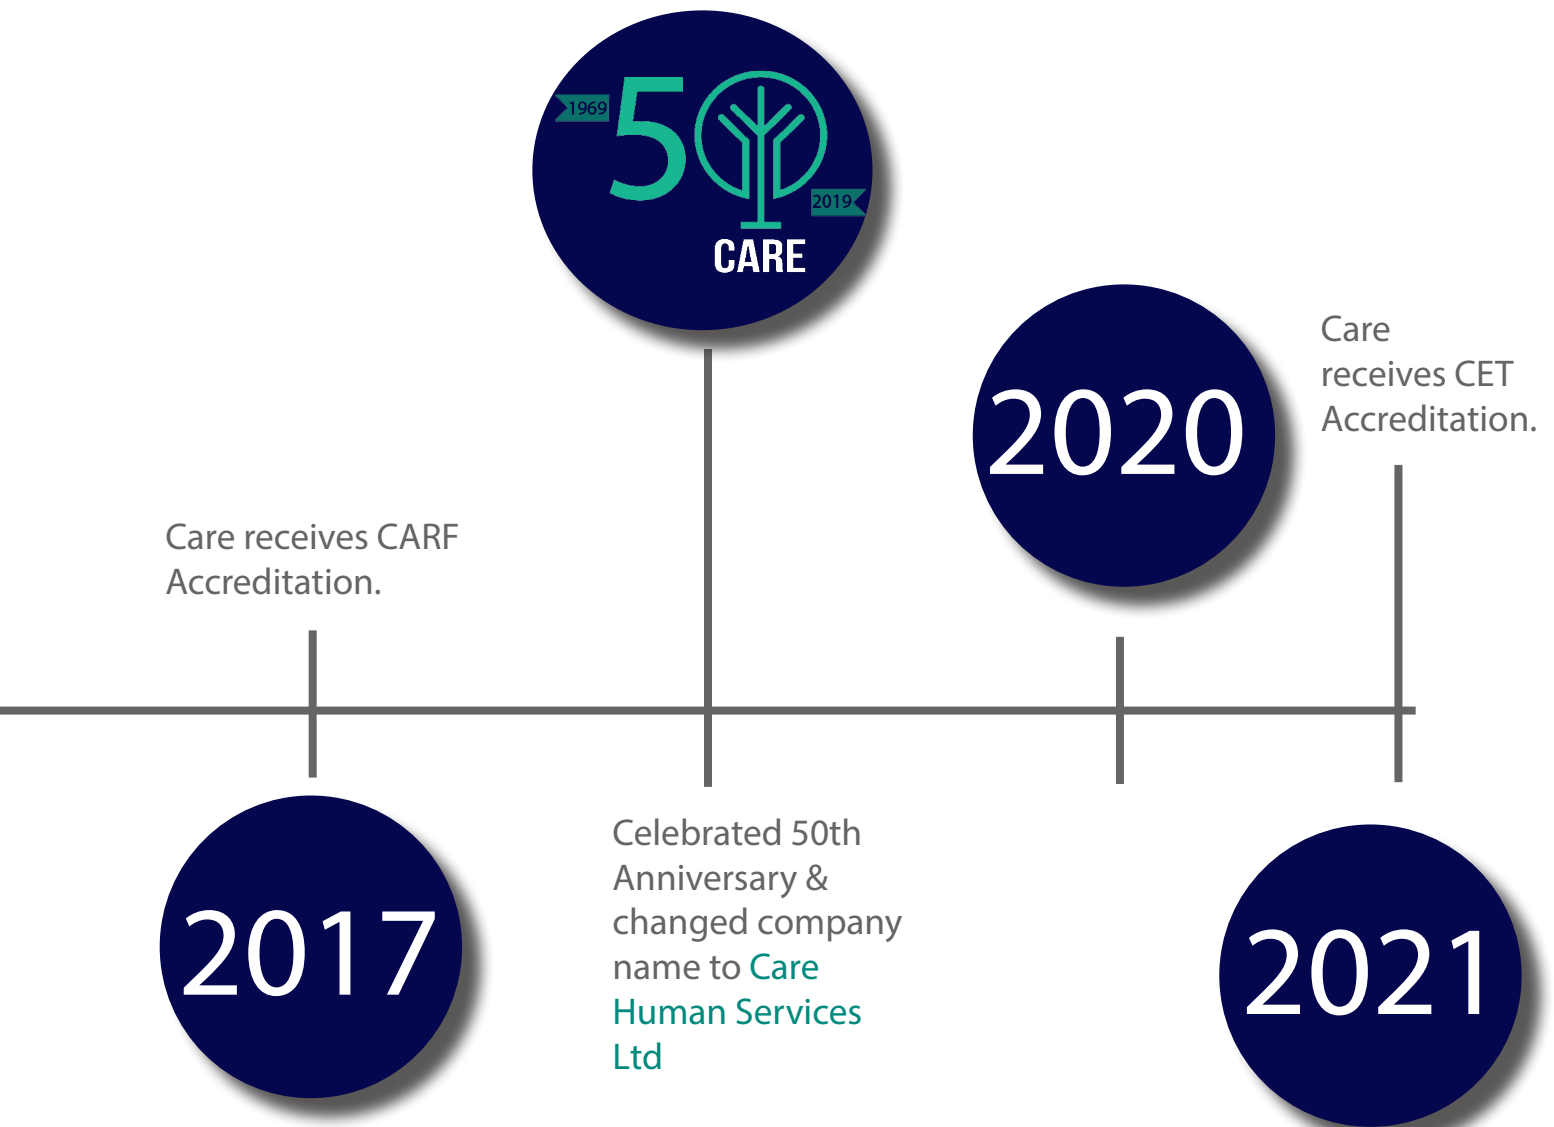 1969
50
2019
CARE
2020
Care
receives CET
Accreditation.
Care receives CARF
Accreditation.
2017
Celebrated 50th
Anniversary &
changed company
name to Care
Human Services
Ltd
2021